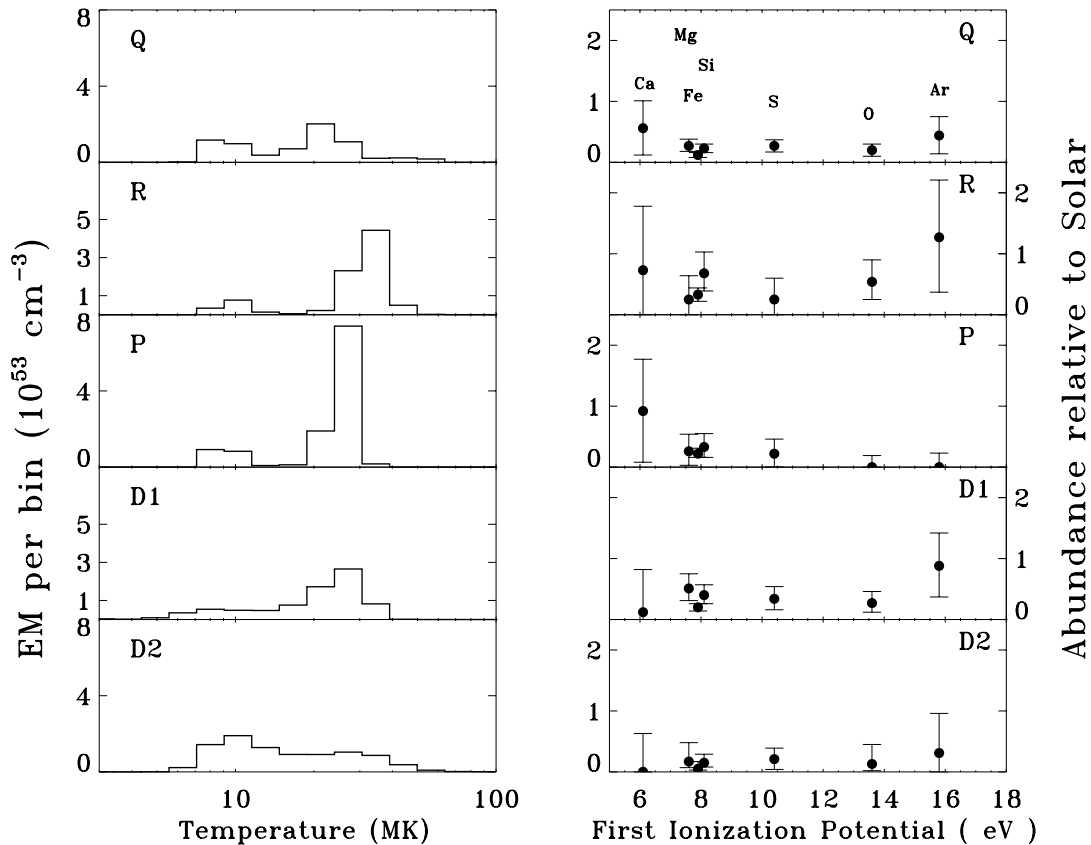 EM per bin (10^53 cm^-3)
8
4
0
Q
5
3
1
R
8
4
0
P
5
3
1
D1
8
4
0
D2
10
100
Temperature (MK)
2
1
0
Q
Mg
Si
Ca
Fe
S
O
Ar
R
2
1
0
2
1
0
P
D1
2
1
0
2
1
0
D2
6
8
10
12
14
16
18
First Ionization Potential ( eV )
Abundance relative to Solar